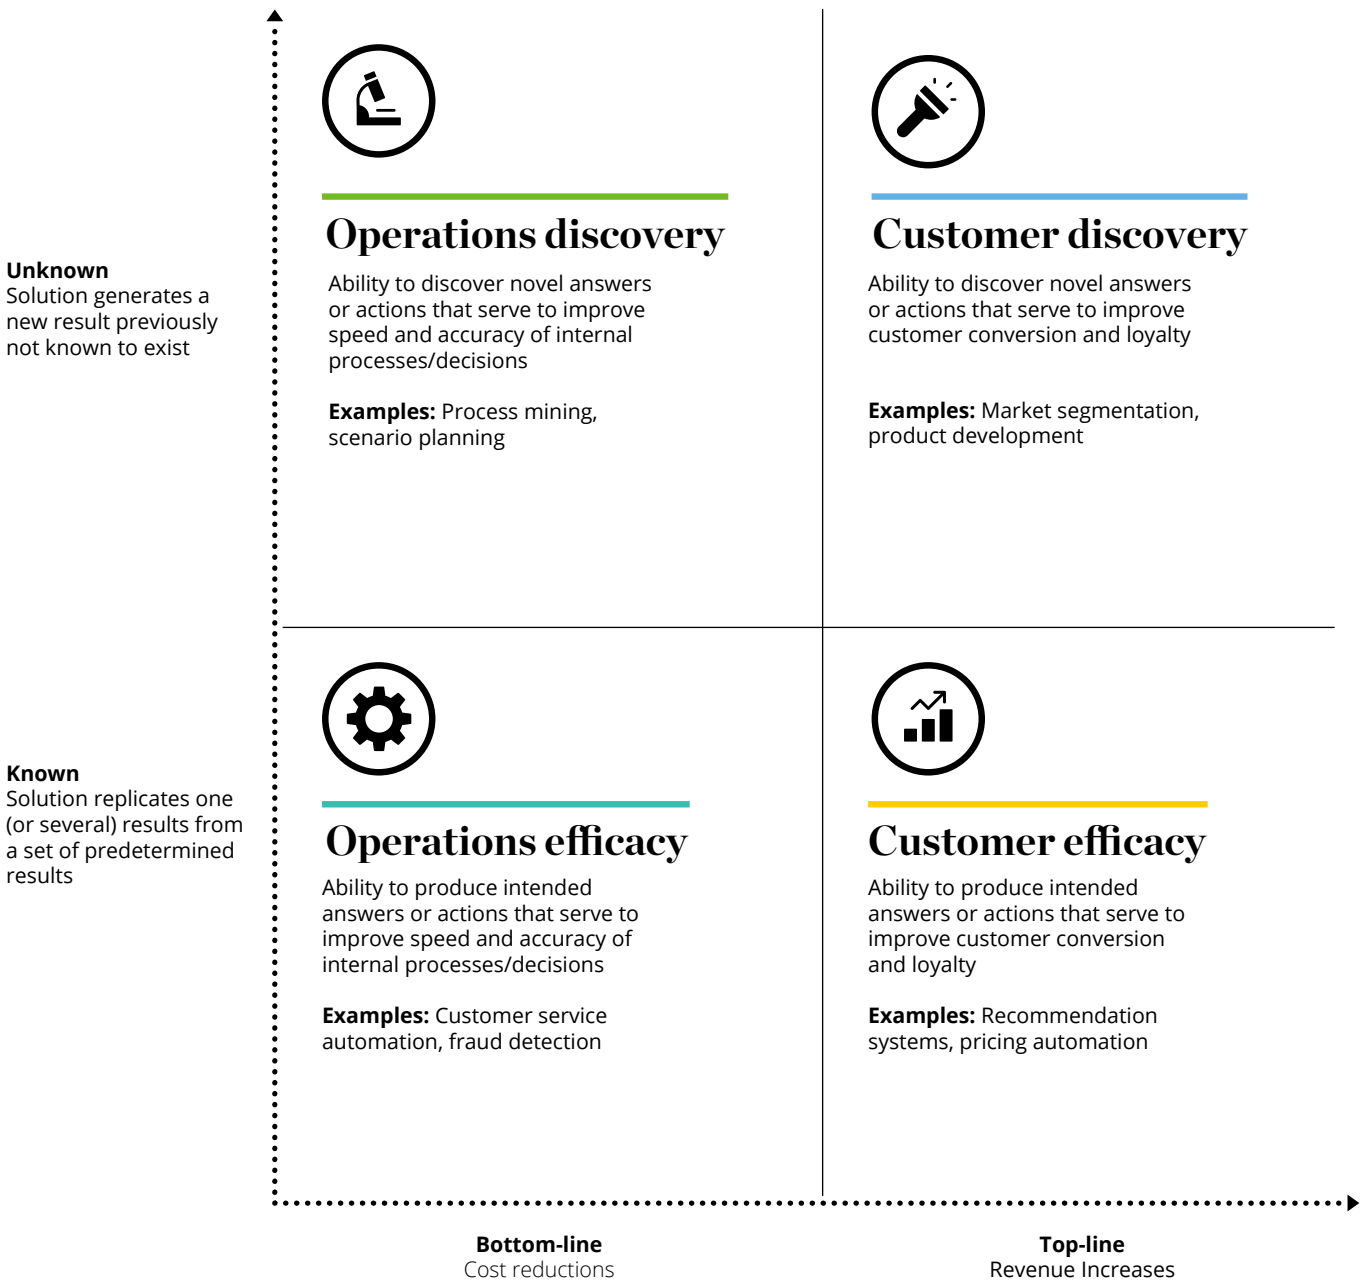 Unknown
Solution generates a
new result previously
not known to exist
Operations discovery
Ability to discover novel answers
or actions that serve to improve
speed and accuracy of internal
processes/decisions
Examples: Process mining,
scenario planning
Customer discovery
Ability to discover novel answers
or actions that serve to improve
customer conversion and loyalty
Examples: Market segmentation,
product development
Known
Solution replicates one
(or several) results from
a set of predetermined
results
Operations efficacy
Ability to produce intended
answers or actions that serve to
improve speed and accuracy of
internal processes/decisions
Examples: Customer service
automation, fraud detection
Customer efficacy
Ability to produce intended
answers or actions that serve to
improve customer conversion
and loyalty
Examples: Recommendation
systems, pricing automation
Bottom-line
Cost reductions
Top-line
Revenue Increases